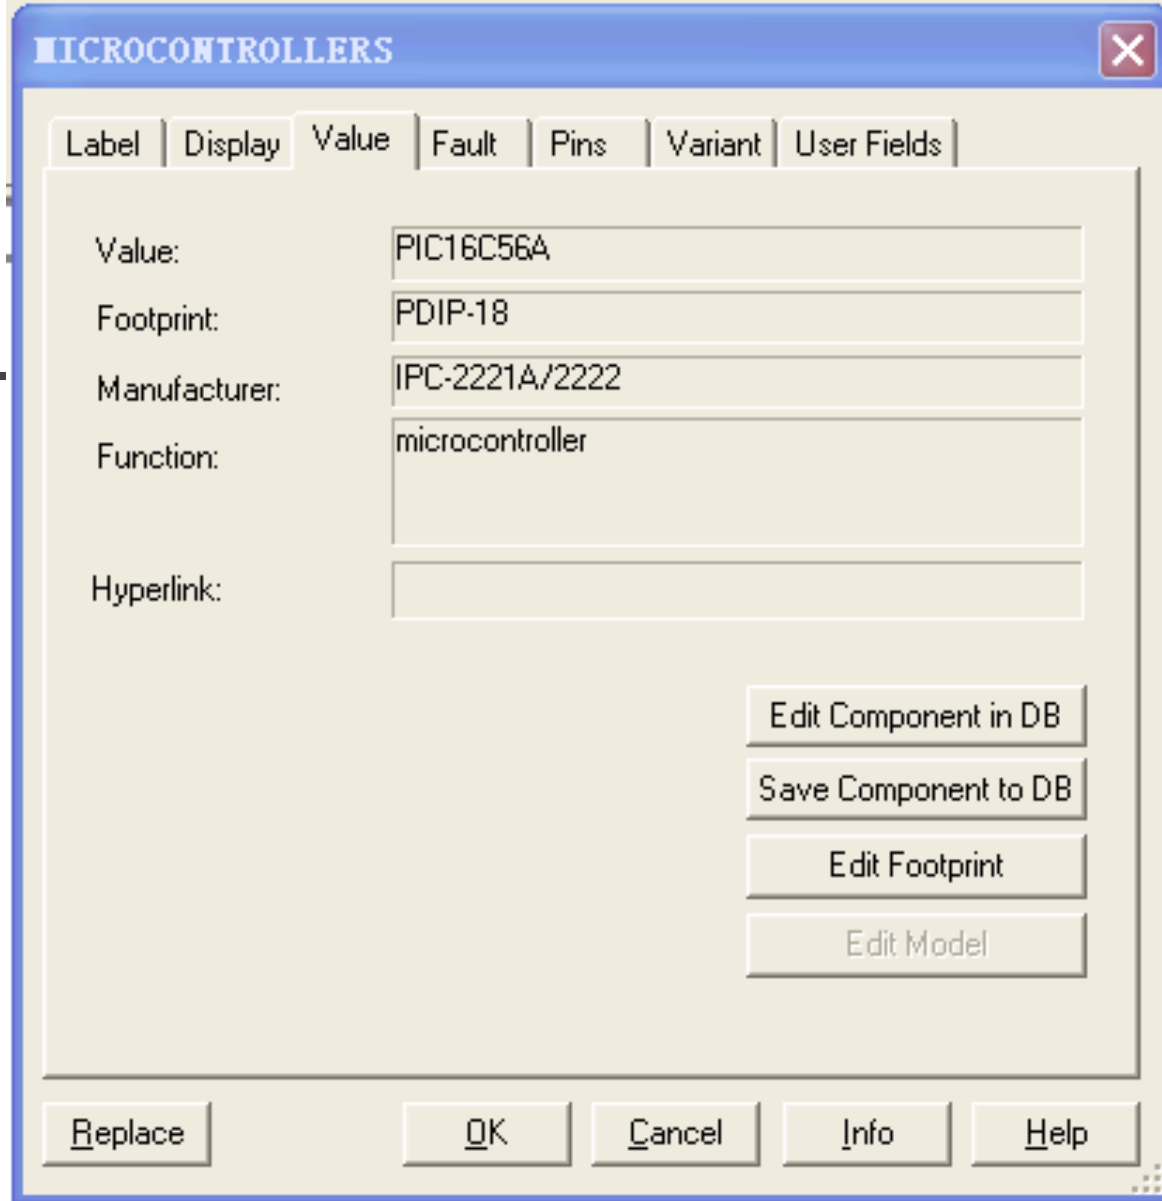 MICROCONTROLLERS
Label Display Value Fault Pins Variant User Fields
Value: PIC16C56A
Footprint: PDIP-18
Manufacturer: IPC-2221A/2222
Function: microcontroller
Hyperlink:
Edit Component in DB
Save Component to DB
Edit Footprint
Edit Model
Replace OK Cancel Info Help